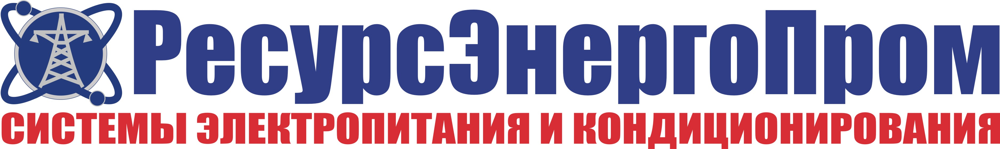 РесурсЭнергоПром
СИСТЕМЫ ЭЛЕКТРОПИТАНИЯ И КОНДИЦИОНИРОВАНИЯ